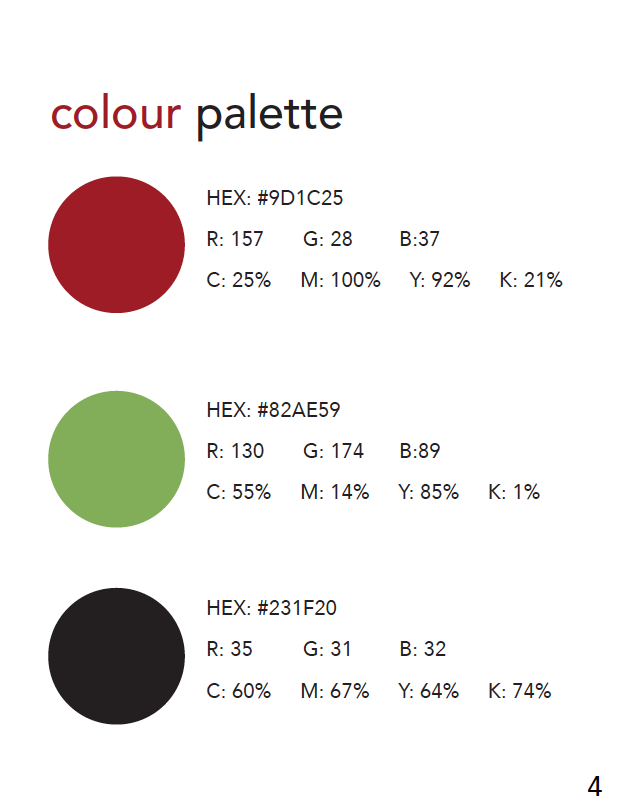 colour palette
HEX: #9D1C25
R: 157 G: 28 B:37
C: 25% M: 100% Y: 92% K: 21%
HEX: #82AE59
R: 130 G: 174 B:89
C: 55% M: 14% Y: 85% K: 1%
HEX: #231F20
R: 35 G: 31 B: 32
C: 60% M: 67% Y: 64% K: 74%
4